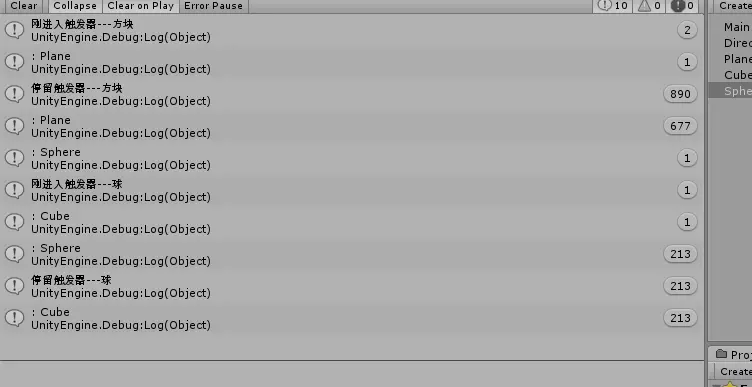 Clear Collapse Clear on Play Error Pause 10 0 0 Create
刚进入触发器---方块 2
UnityEngine.Debug:Log(Object)
: Plane 1
UnityEngine.Debug:Log(Object)
停留触发器---方块 890
UnityEngine.Debug:Log(Object)
: Plane 677
UnityEngine.Debug:Log(Object)
: Sphere 1
UnityEngine.Debug:Log(Object)
刚进入触发器---球 1
UnityEngine.Debug:Log(Object)
: Cube 1
UnityEngine.Debug:Log(Object)
: Sphere 213
UnityEngine.Debug:Log(Object)
停留触发器---球 213
UnityEngine.Debug:Log(Object)
: Cube 213
UnityEngine.Debug:Log(Object)
Main
Direc
Plane
Cube
Sphe
Proj
Create